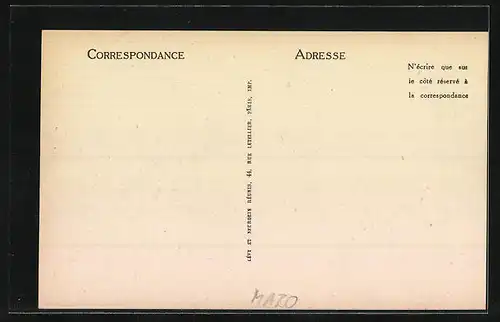 CORRESPONDANCE
ADRESSE
N'écrire que sur
le côté réservé à
la correspondance
LÉVY ET NEURDEIN RÉUNIS, 44, RUE LETELLIER, PARIS, IMP.